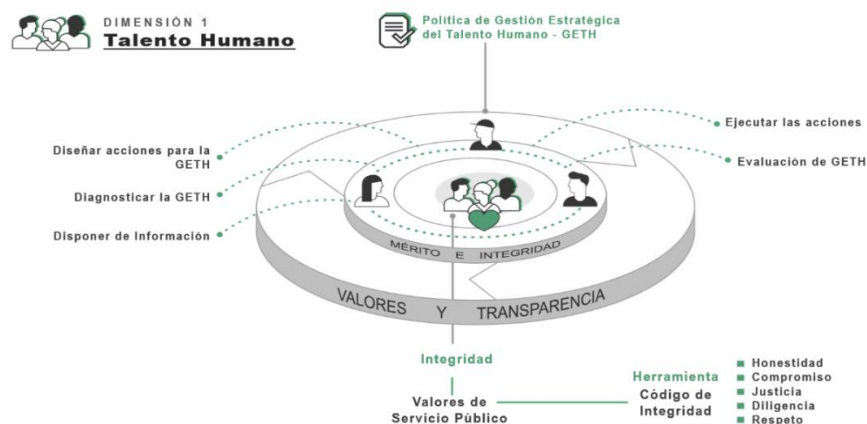 DIMENSIÓN 1
Talento Humano
Política de Gestión Estratégica
del Talento Humano - GETH
Diseñar acciones para la
GETH
Diagnosticar la GETH
Disponer de Información
Ejecutar las acciones
Evaluación de GETH
MÉRITO E INTEGRIDAD
VALORES Y TRANSPARENCIA
Integridad
Valores de
Servicio Público
Herramienta
Código de
Integridad
Honestidad
Compromiso
Justicia
Diligencia
Respeto